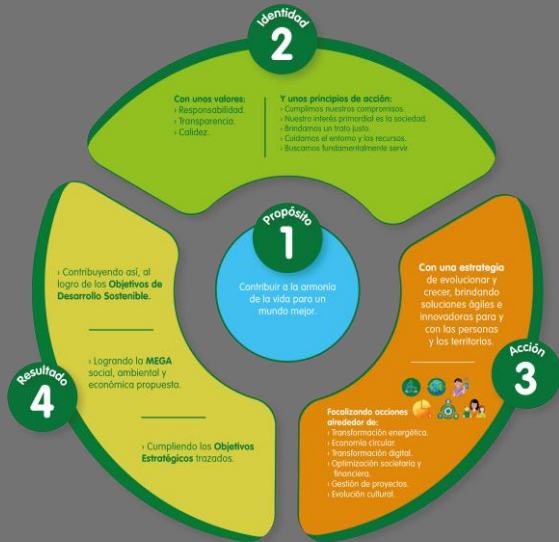 Identidad
2
Con unos valores:
› Responsabilidad.
› Transparencia.
› Calidez.
Y unos principios de acción:
› Cumplimos nuestros compromisos.
› Nuestro interés primordial es la sociedad.
› Brindamos un trato justo.
› Cuidamos el entorno y los recursos.
› Buscamos fundamentalmente servir.
Propósito
1
Contribuir a la armonía
de la vida para un
mundo mejor.
Con una estrategia
de evolucionar y
crecer, brindando
soluciones ágiles e
innovadoras para y
con las personas
y los territorios.
Acción
3
Focalizando acciones
alrededor de:
› Transformación energética.
› Economía circular.
› Transformación digital.
› Optimización societaria y
financiera.
› Gestión de proyectos.
› Evolución cultural.
Resultado
4
› Contribuyendo así, al
logro de los Objetivos de
Desarrollo Sostenible.
› Logrando la MEGA
social, ambiental y
económica propuesta.
› Cumpliendo los Objetivos
Estratégicos trazados.